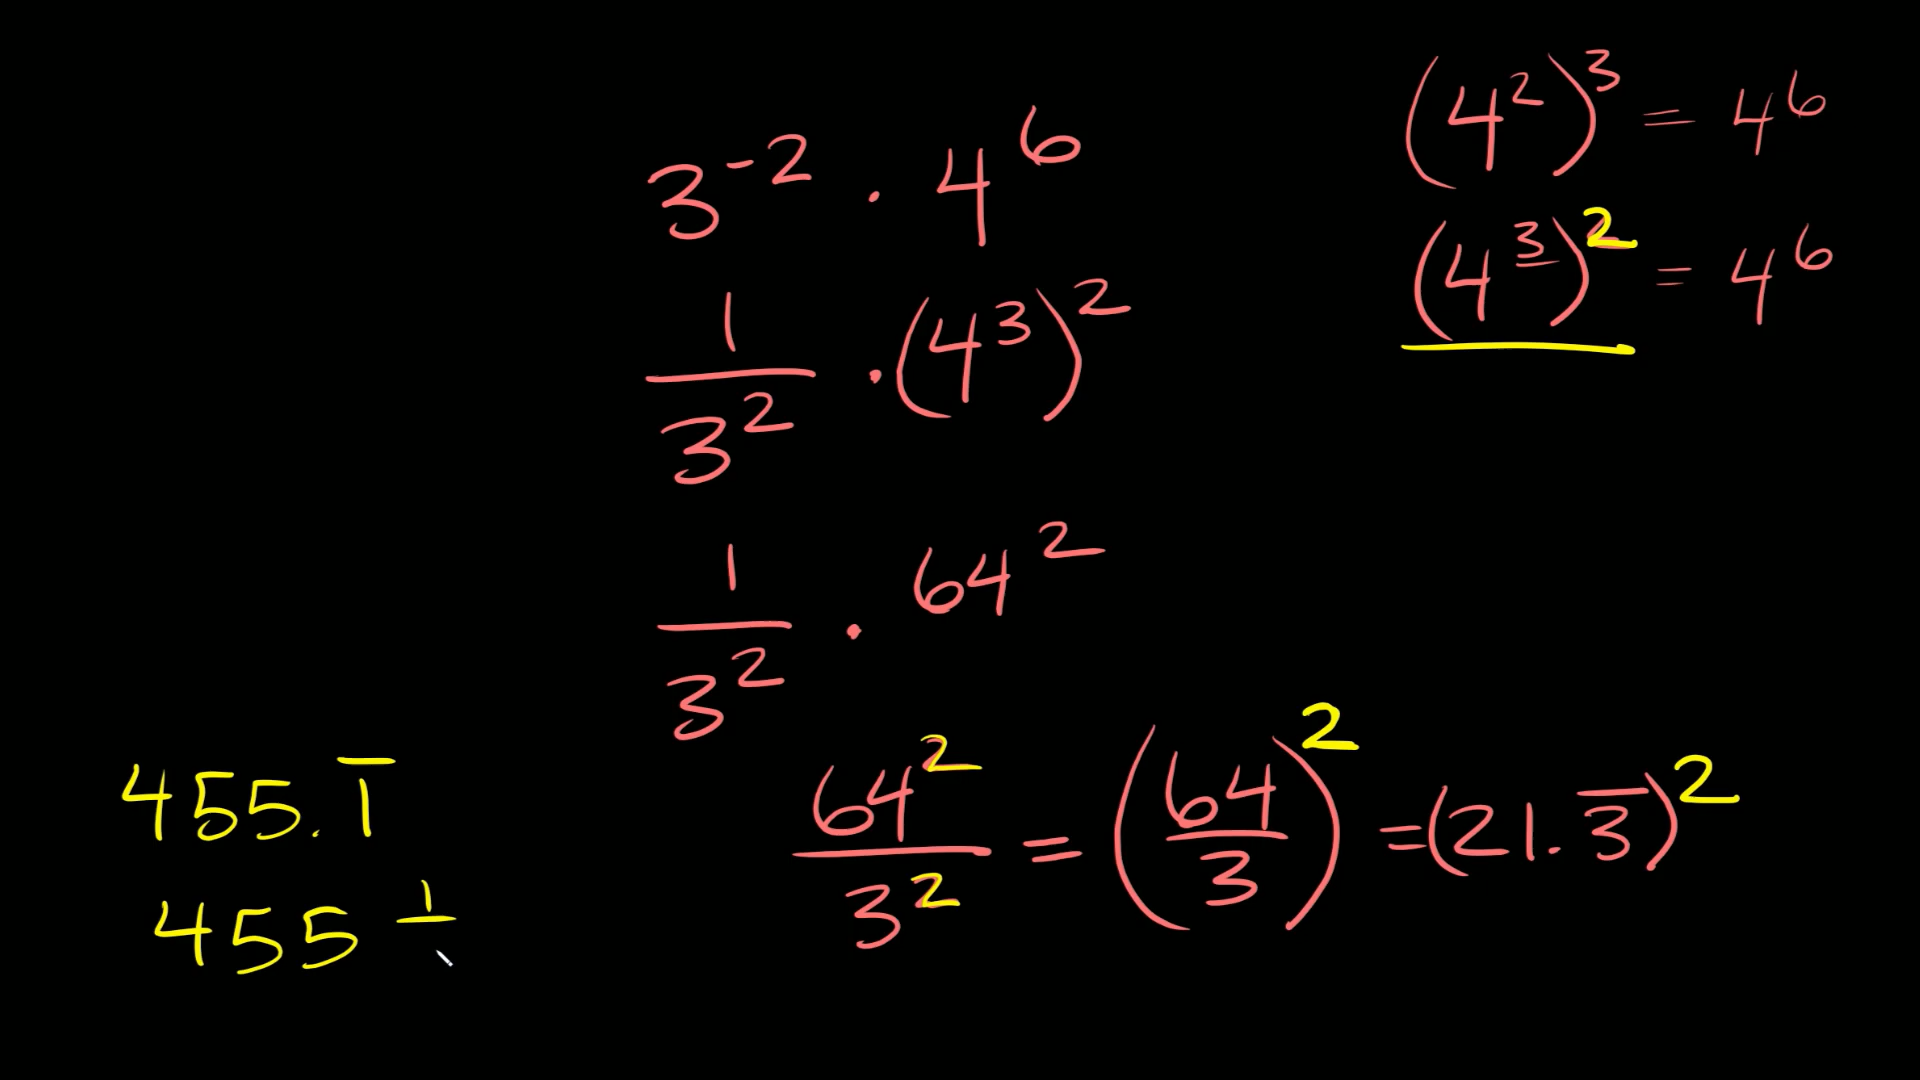 3⁻² · 4⁶
1/3² · (4³)²
1/3² · 64²
64²/3² = (64/3)² = (21.3̅)²
(4²)³ = 4⁶
(4³)² = 4⁶
455.1̅
455 1/